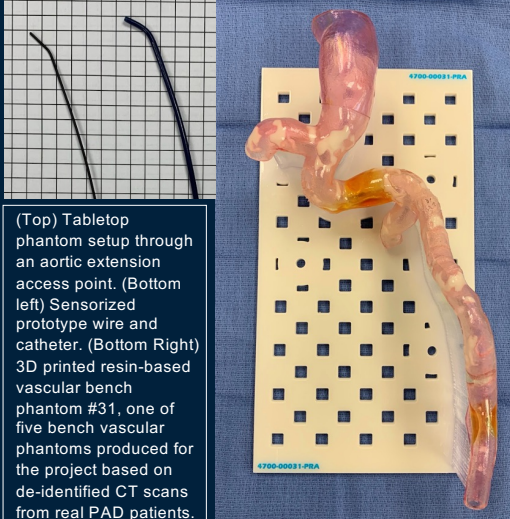 4700-00031-PRA
(Top) Tabletop
phantom setup through
an aortic extension
access point. (Bottom
left) Sensorized
prototype wire and
catheter. (Bottom Right)
3D printed resin-based
vascular bench
phantom #31, one of
five bench vascular
phantoms produced for
the project based on
de-identified CT scans
from real PAD patients.
4700-00031-PRA